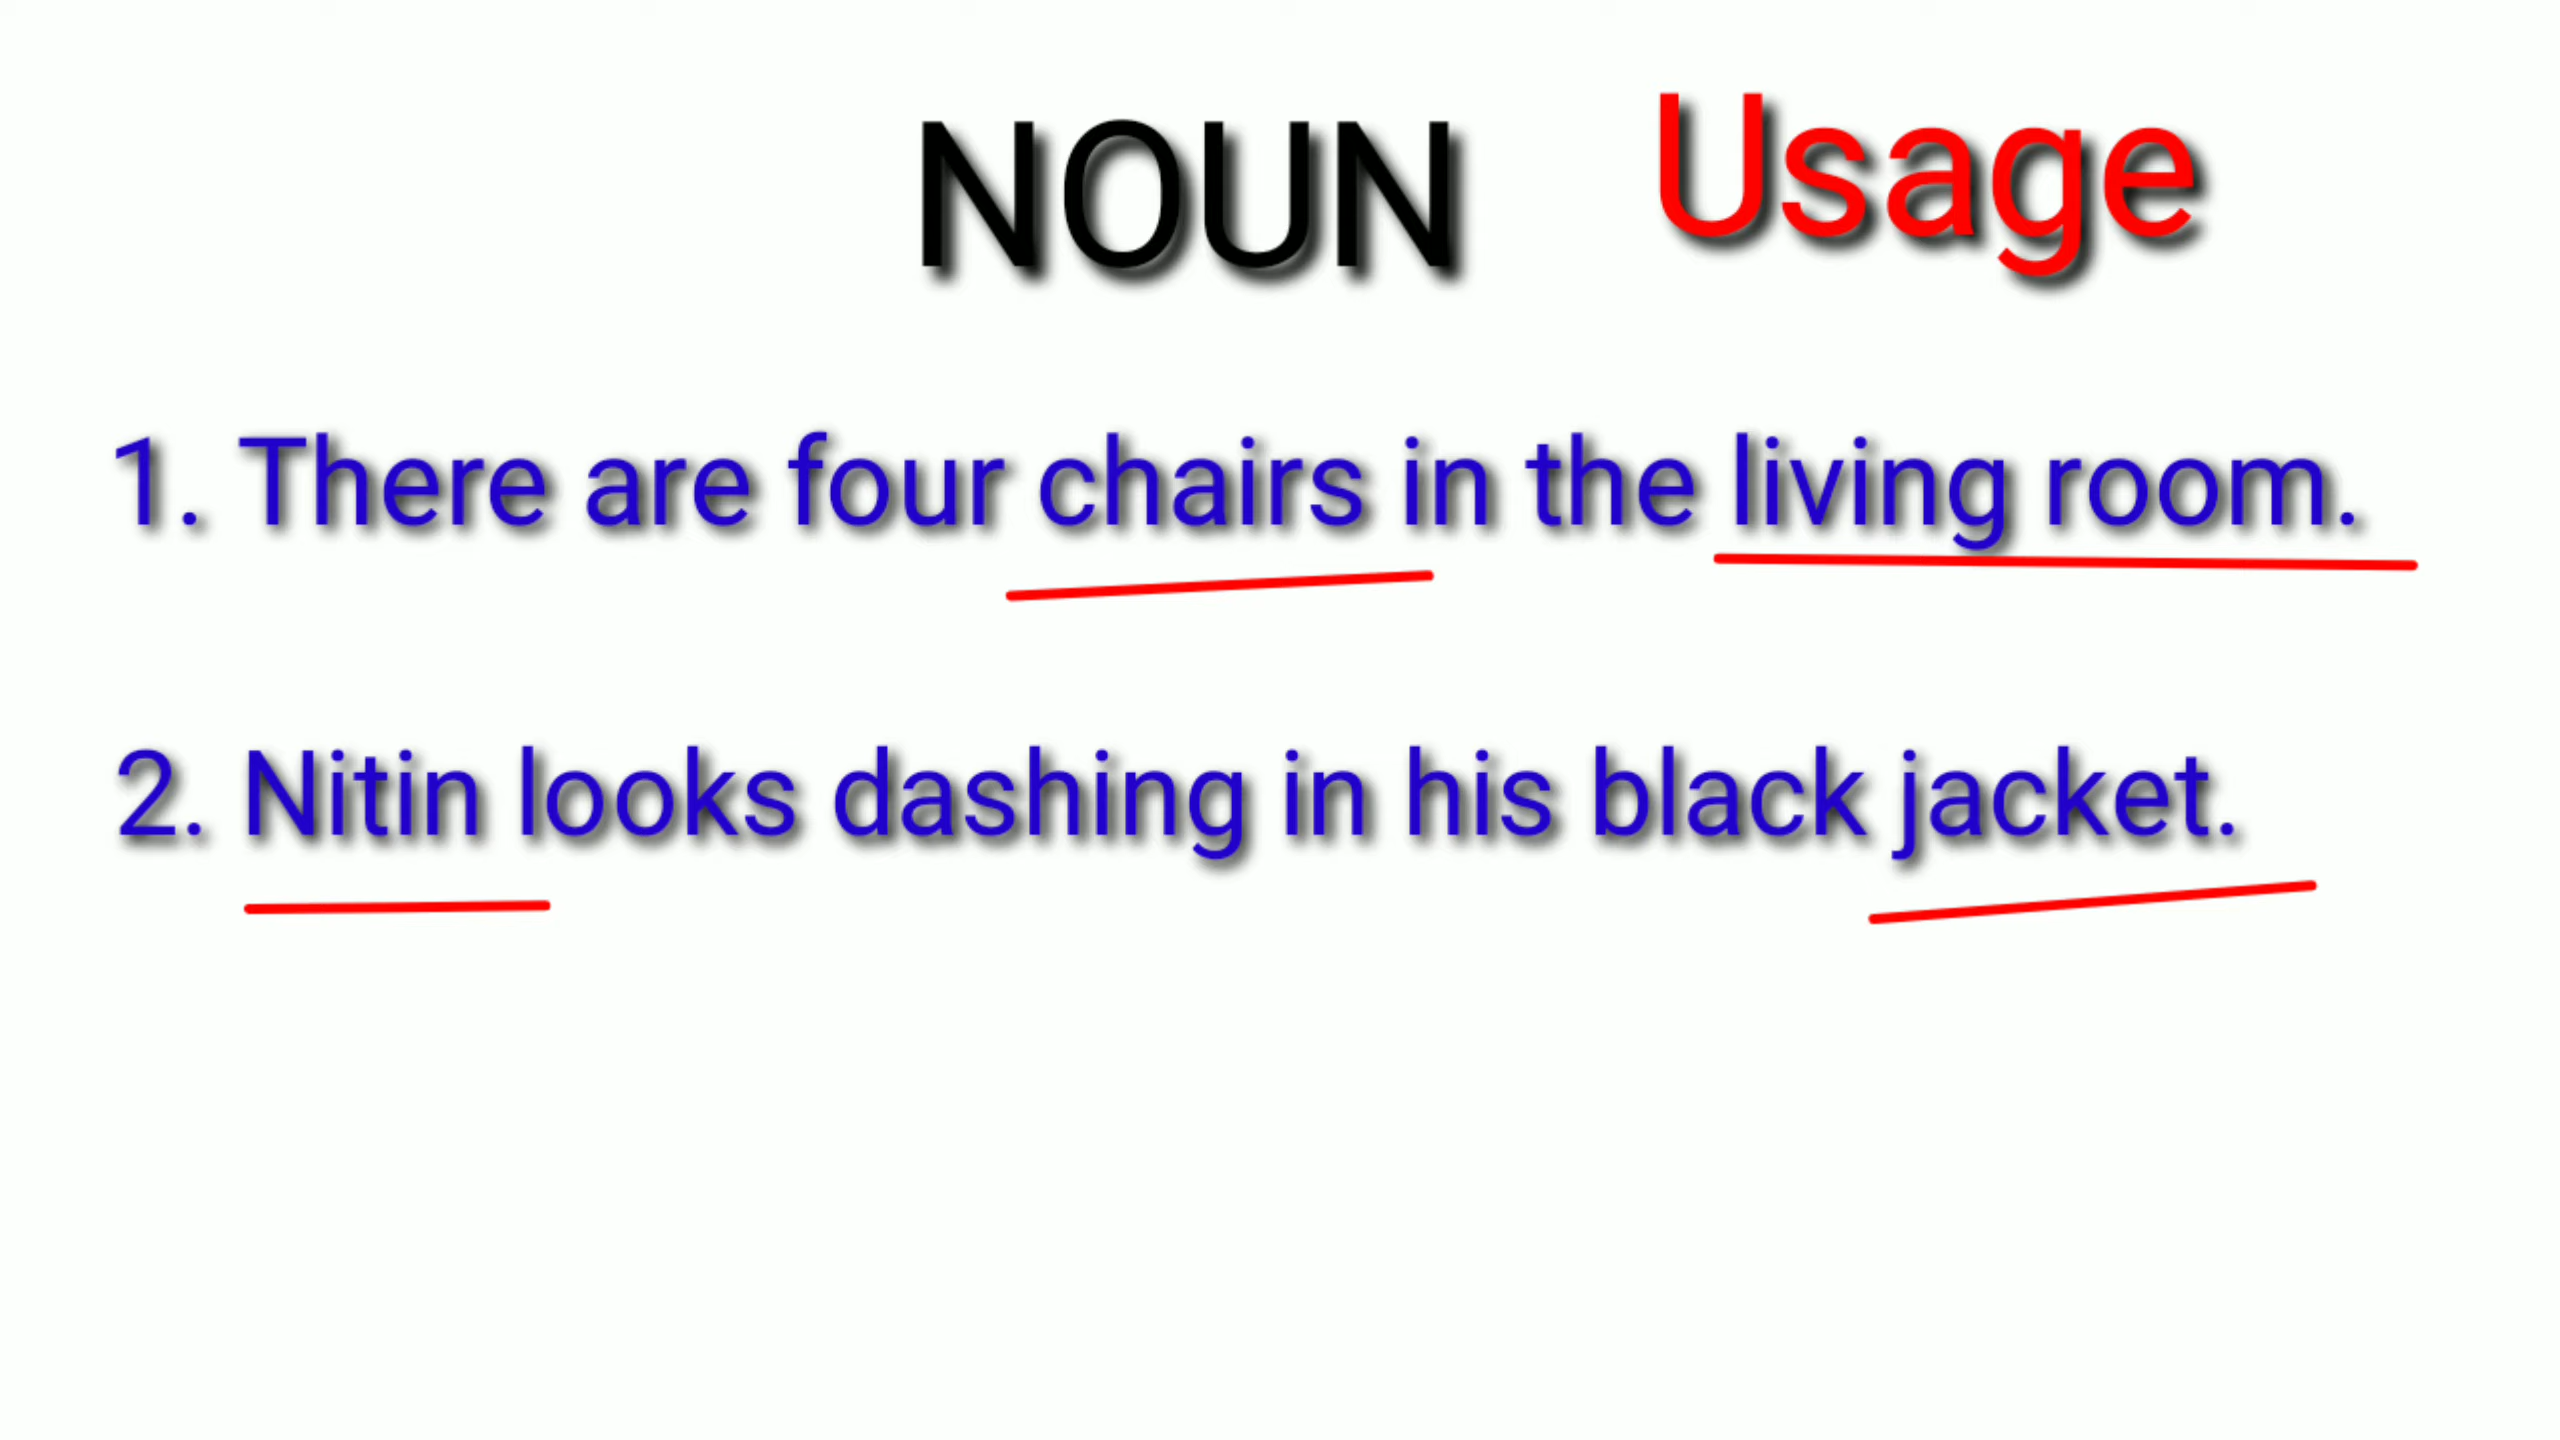 NOUN Usage
1. There are four chairs in the living room.
2. Nitin looks dashing in his black jacket.